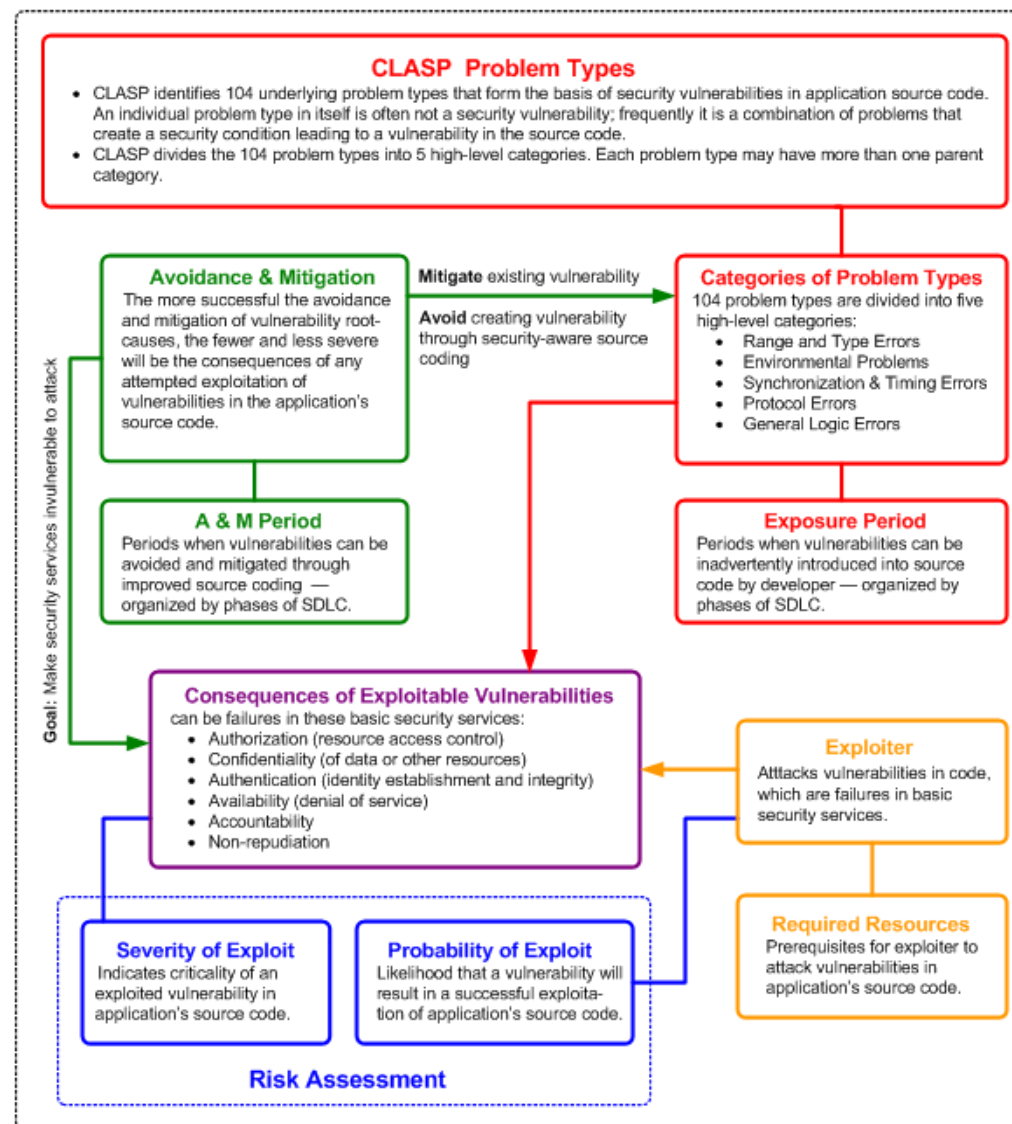 CLASP Problem Types
• CLASP identifies 104 underlying problem types that form the basis of security vulnerabilities in application source code.
An individual problem type in itself is often not a security vulnerability; frequently it is a combination of problems that
create a security condition leading to a vulnerability in the source code.
• CLASP divides the 104 problem types into 5 high-level categories. Each problem type may have more than one parent
category.
Avoidance & Mitigation
The more successful the avoidance
and mitigation of vulnerability root-
causes, the fewer and less severe
will be the consequences of any
attempted exploitation of
vulnerabilities in the application's
source code.
Mitigate existing vulnerability
Avoid creating vulnerability
through security-aware source
coding
Categories of Problem Types
104 problem types are divided into five
high-level categories:
• Range and Type Errors
• Environmental Problems
• Synchronization & Timing Errors
• Protocol Errors
• General Logic Errors
Goal: Make security services invulnerable to attack
A & M Period
Periods when vulnerabilities can be
avoided and mitigated through
improved source coding —
organized by phases of SDLC.
Exposure Period
Periods when vulnerabilities can be
inadvertently introduced into source
code by developer — organized by
phases of SDLC.
Consequences of Exploitable Vulnerabilities
can be failures in these basic security services:
• Authorization (resource access control)
• Confidentiality (of data or other resources)
• Authentication (identity establishment and integrity)
• Availability (denial of service)
• Accountability
• Non-repudiation
Exploiter
Atttacks vulnerabilities in code,
which are failures in basic
security services.
Required Resources
Prerequisites for exploiter to
attack vulnerabilities in
application's source code.
Severity of Exploit
Indicates criticality of an
exploited vulnerability in
application's source code.
Probability of Exploit
Likelihood that a vulnerability will
result in a successful exploita-
tion of application's source code.
Risk Assessment